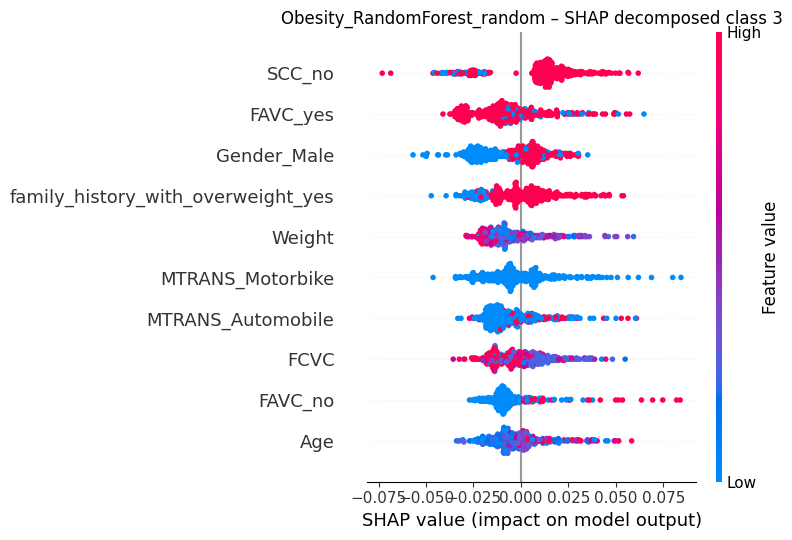 Obesity_RandomForest_random – SHAP decomposed class 3
High
SCC_no
FAVC_yes
Gender_Male
family_history_with_overweight_yes
Weight
MTRANS_Motorbike
MTRANS_Automobile
FCVC
FAVC_no
Age
Feature value
Low
−0.075 −0.050 −0.025 0.000 0.025 0.050 0.075
SHAP value (impact on model output)